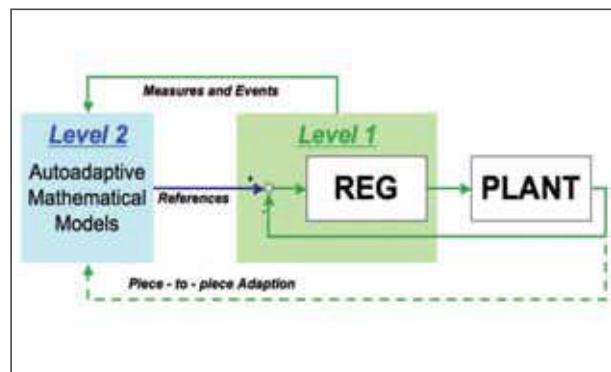 Measures and Events
Level 2
Autoadaptive
Mathematical
Models
References
Level 1
+
-
REG
PLANT
Piece - to - piece Adaption